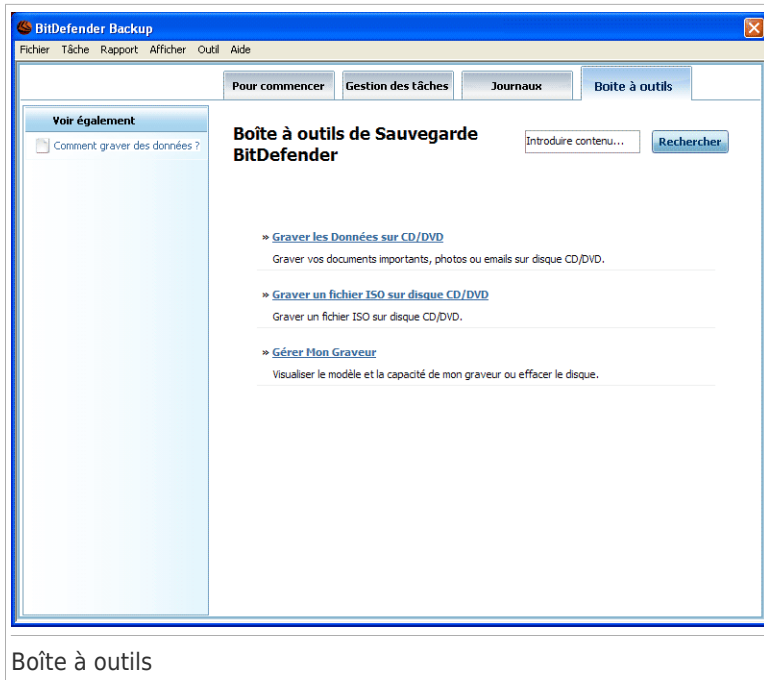 BitDefender Backup
Fichier Tâche Rapport Afficher Outil Aide
Pour commencer Gestion des tâches Journaux Boite à outils
Voir également
Comment graver des données ?
Boîte à outils de Sauvegarde
BitDefender
Introduire contenu... Rechercher
» Graver les Données sur CD/DVD
Graver vos documents importants, photos ou emails sur disque CD/DVD.
» Graver un fichier ISO sur disque CD/DVD
Graver un fichier ISO sur disque CD/DVD.
» Gérer Mon Graveur
Visualiser le modèle et la capacité de mon graveur ou effacer le disque.
Boîte à outils